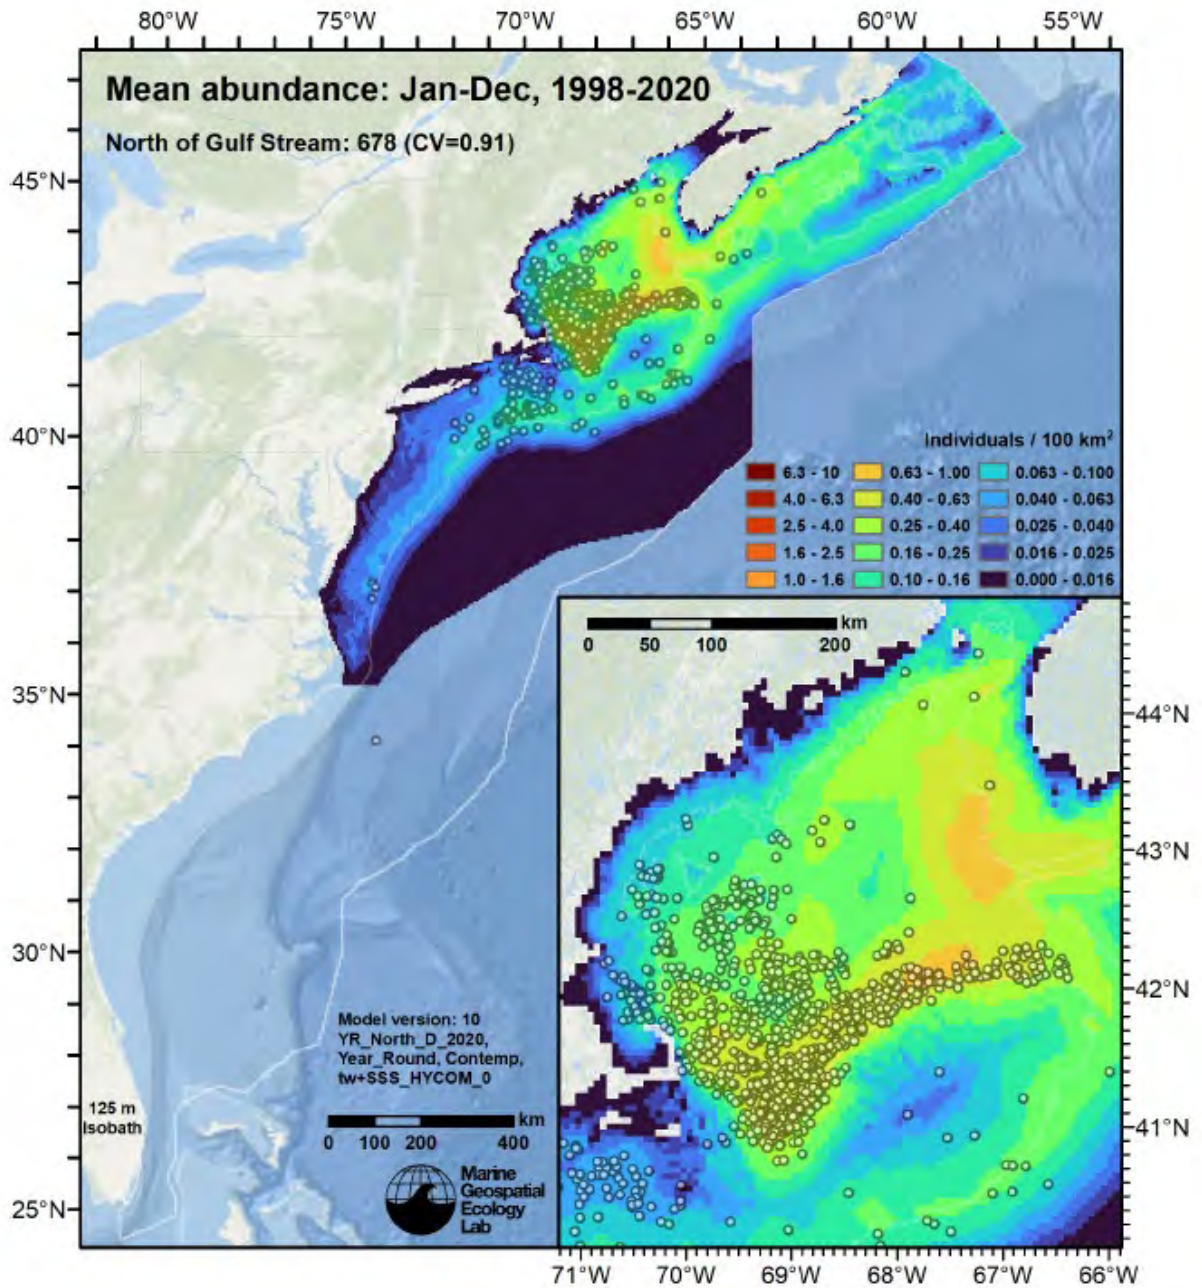 80°W 75°W 70°W 65°W 60°W 55°W
Mean abundance: Jan-Dec, 1998-2020
North of Gulf Stream: 678 (CV=0.91)
45°N
40°N
35°N
30°N
25°N
Individuals / 100 km²
6.3 - 10 0.63 - 1.00 0.063 - 0.100
4.0 - 6.3 0.40 - 0.63 0.040 - 0.063
2.5 - 4.0 0.25 - 0.40 0.025 - 0.040
1.6 - 2.5 0.16 - 0.25 0.016 - 0.025
1.0 - 1.6 0.10 - 0.16 0.000 - 0.016
km
0 50 100 200
44°N
43°N
42°N
41°N
Model version: 10
YR_North_D_2020,
Year_Round, Contemp,
tw+SSS_HYCOM_0
125 m
Isobath
km
0 100 200 400
Marine
Geospatial
Ecology
Lab
71°W 70°W 69°W 68°W 67°W 66°W